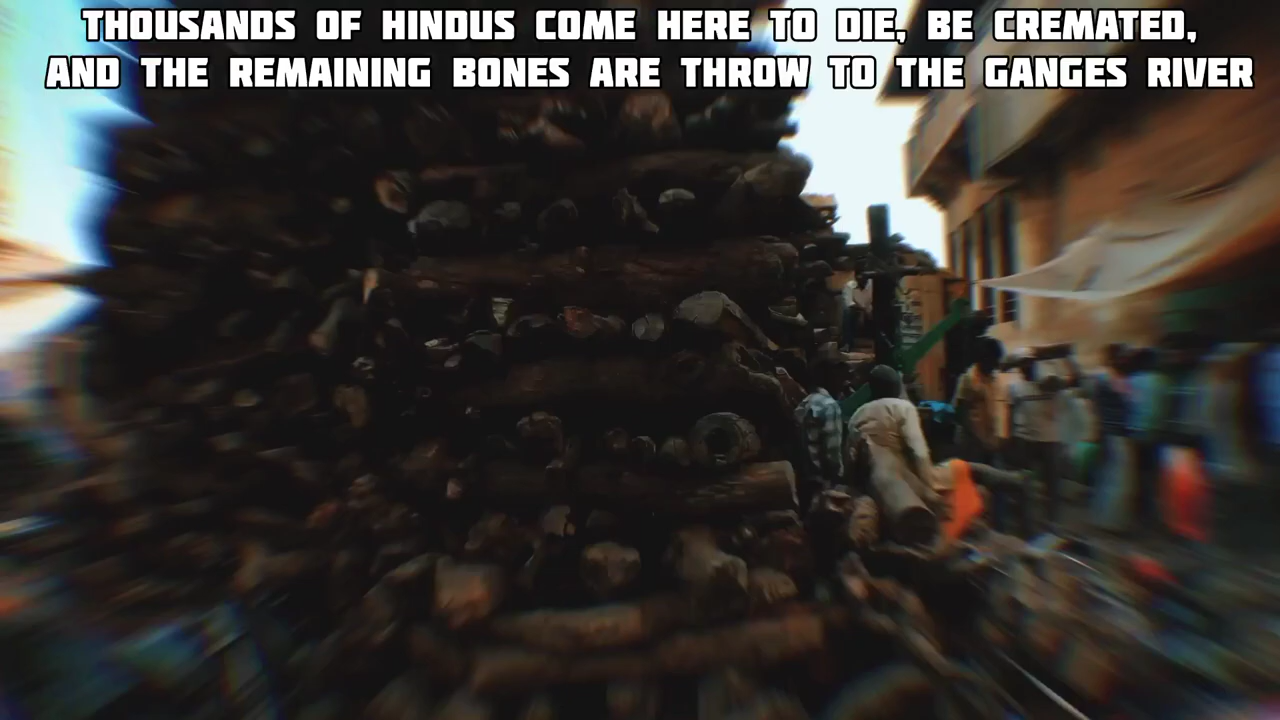 THOUSANDS OF HINDUS COME HERE TO DIE, BE CREMATED,
AND THE REMAINING BONES ARE THROW TO THE GANGES RIVER